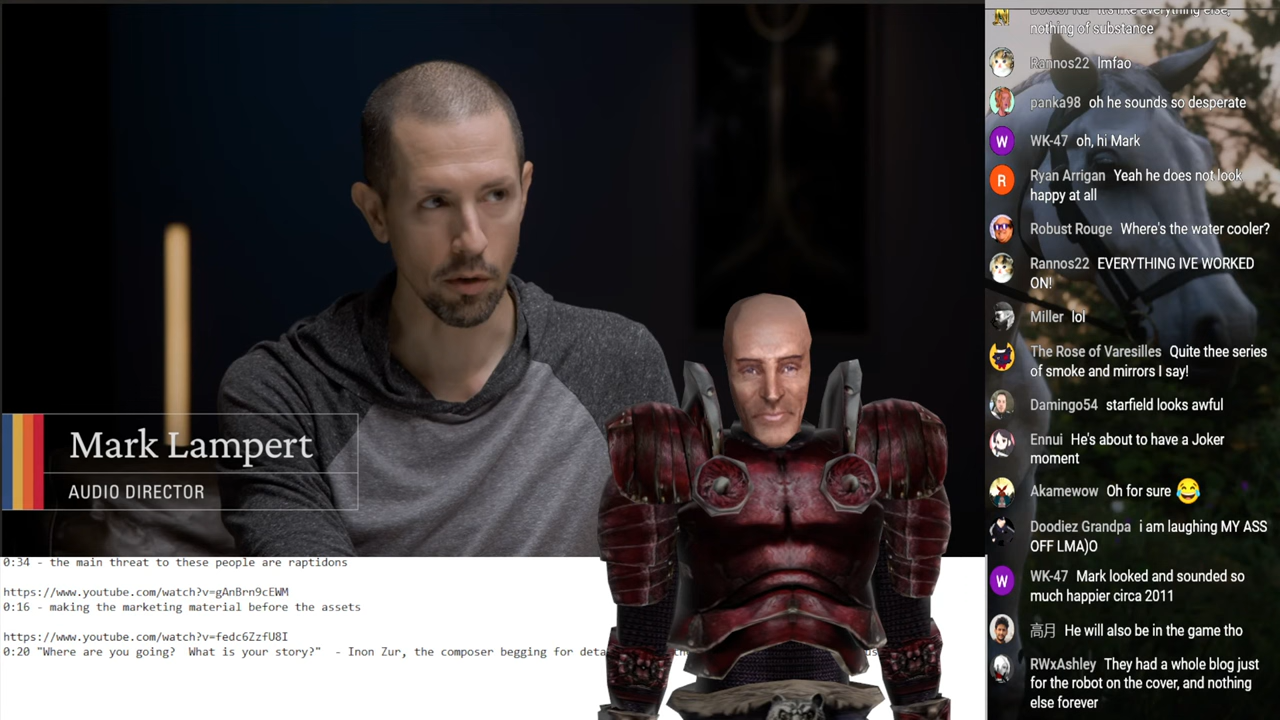 Mark Lampert
AUDIO DIRECTOR
0:34 - the main threat to these people are raptidons
https://www.youtube.com/watch?v=gAnBrn9cEWM
0:16 - making the marketing material before the assets
https://www.youtube.com/watch?v=fedc6ZzfU8I
0:20 "Where are you going?  What is your story?"  - Inon Zur, the composer begging for
nothing of substance
Rannos22 lmfao
panka98 oh he sounds so desperate
W
WK-47 oh, hi Mark
R
Ryan Arrigan Yeah he does not look
happy at all
Robust Rouge Where's the water cooler?
Rannos22 EVERYTHING IVE WORKED
ON!
Miller lol
The Rose of Varesilles Quite thee series
of smoke and mirrors I say!
Damingo54 starfield looks awful
Ennui He's about to have a Joker
moment
Akamewow Oh for sure 😂
Doodiez Grandpa i am laughing MY ASS
OFF LMA)O
W
WK-47 Mark looked and sounded so
much happier circa 2011
高月 He will also be in the game tho
RWxAshley They had a whole blog just
for the robot on the cover, and nothing
else forever